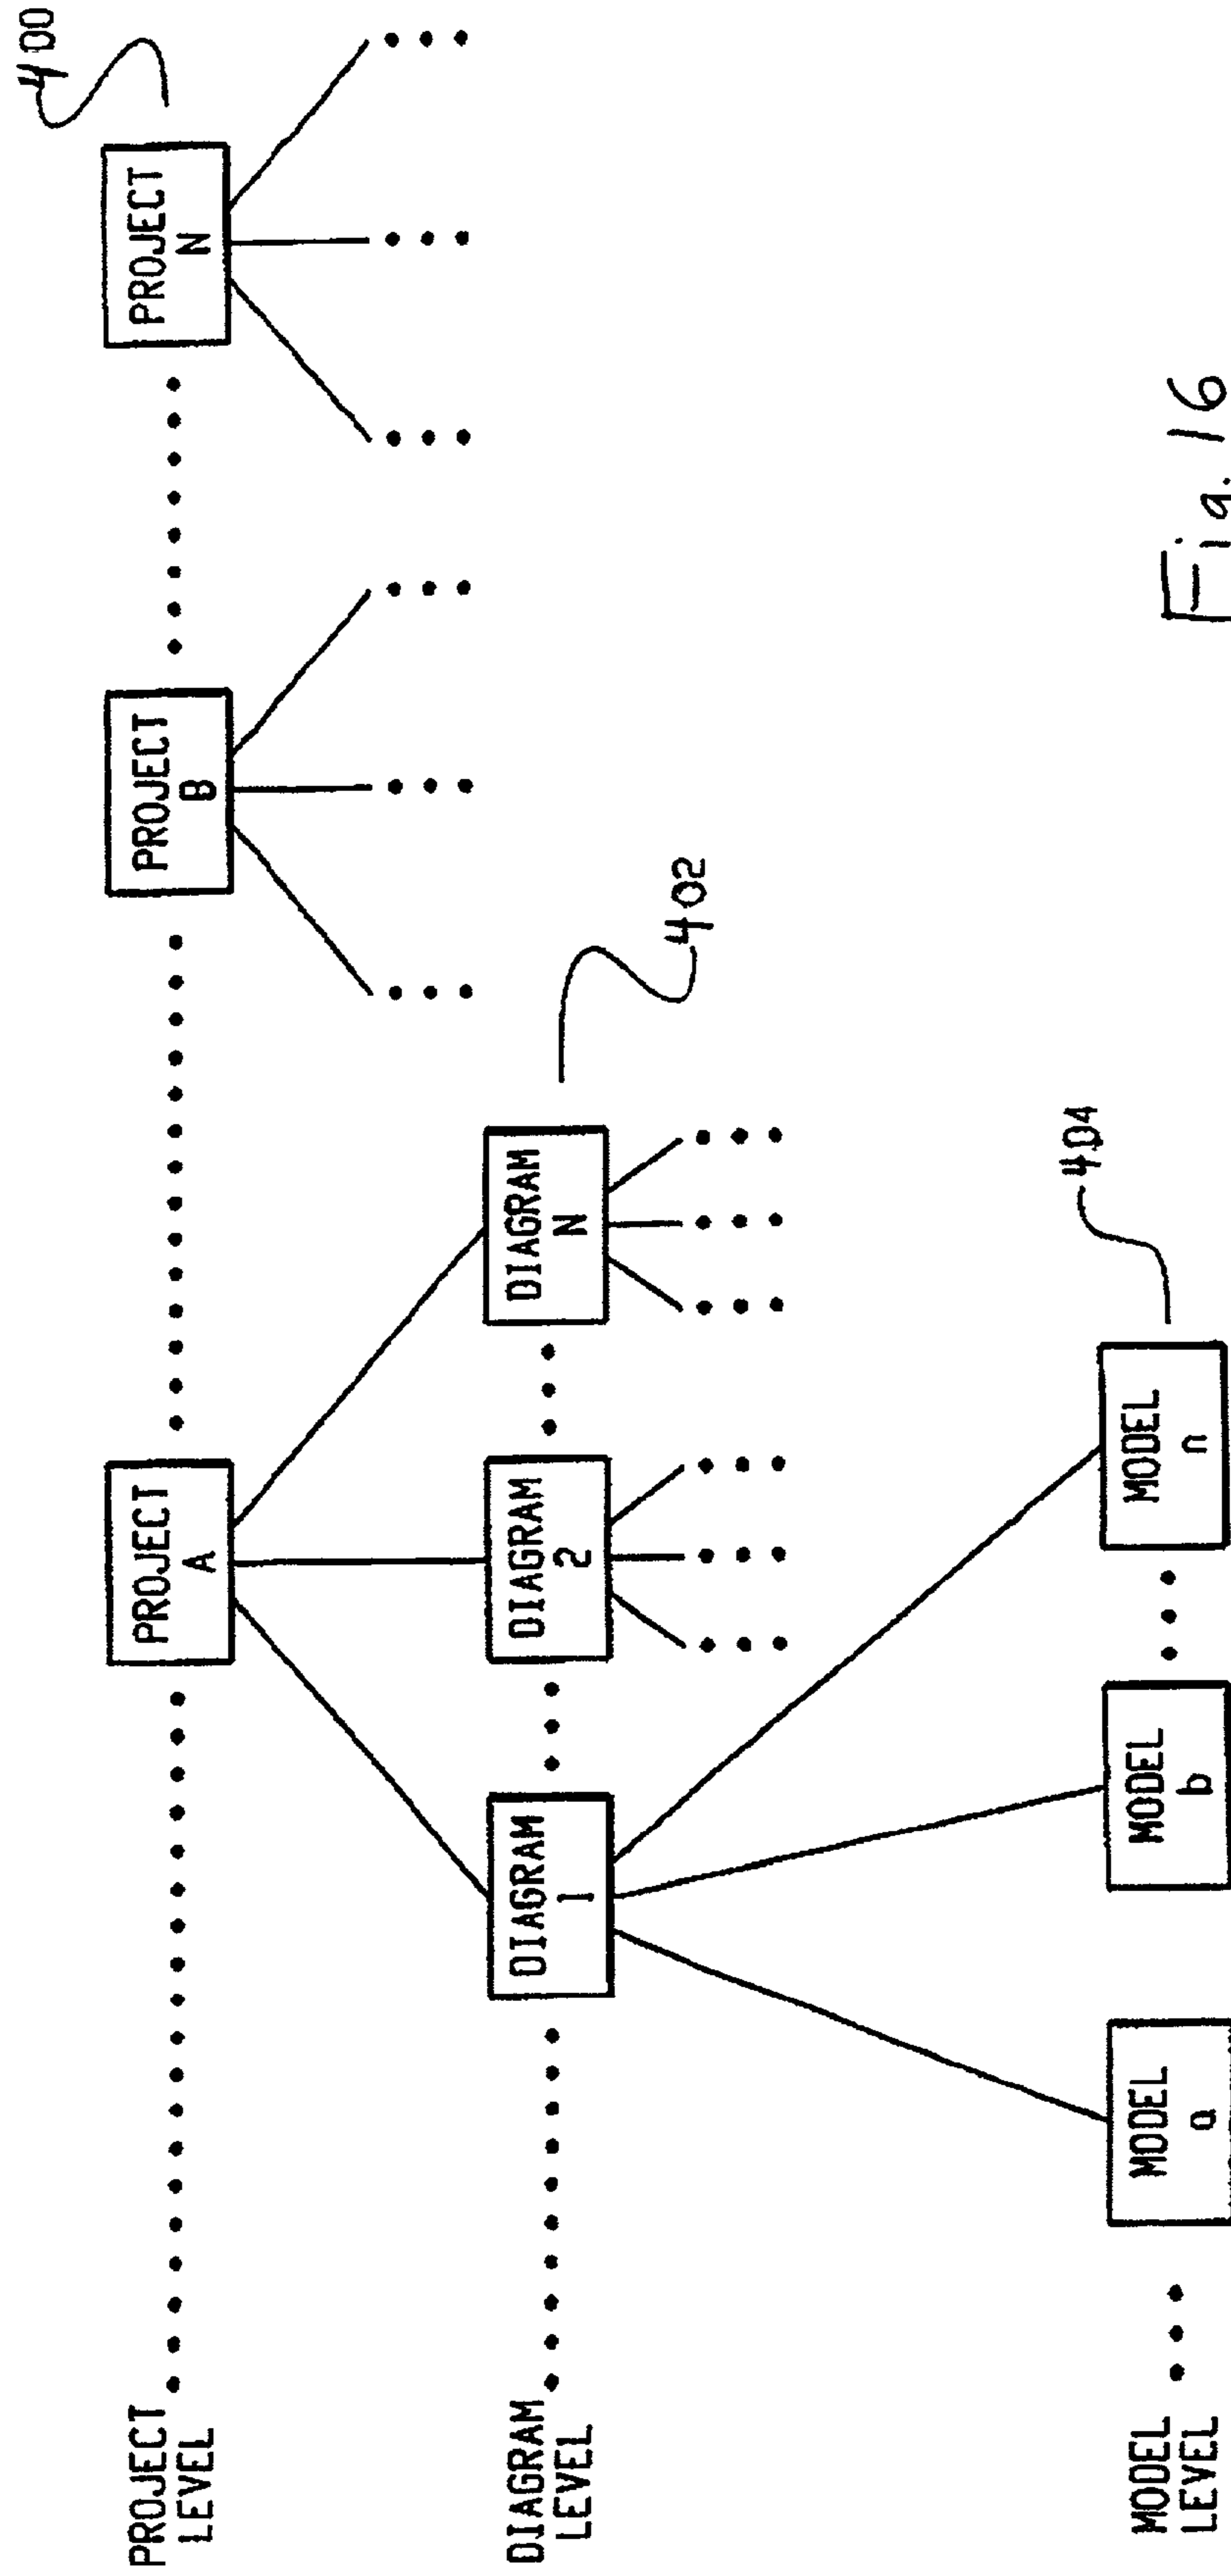 400
PROJECT
LEVEL
PROJECT
A
PROJECT
B
PROJECT
N
402
DIAGRAM
LEVEL
DIAGRAM
1
DIAGRAM
2
DIAGRAM
N
404
MODEL
LEVEL
MODEL
a
MODEL
b
MODEL
n
Fig. 16